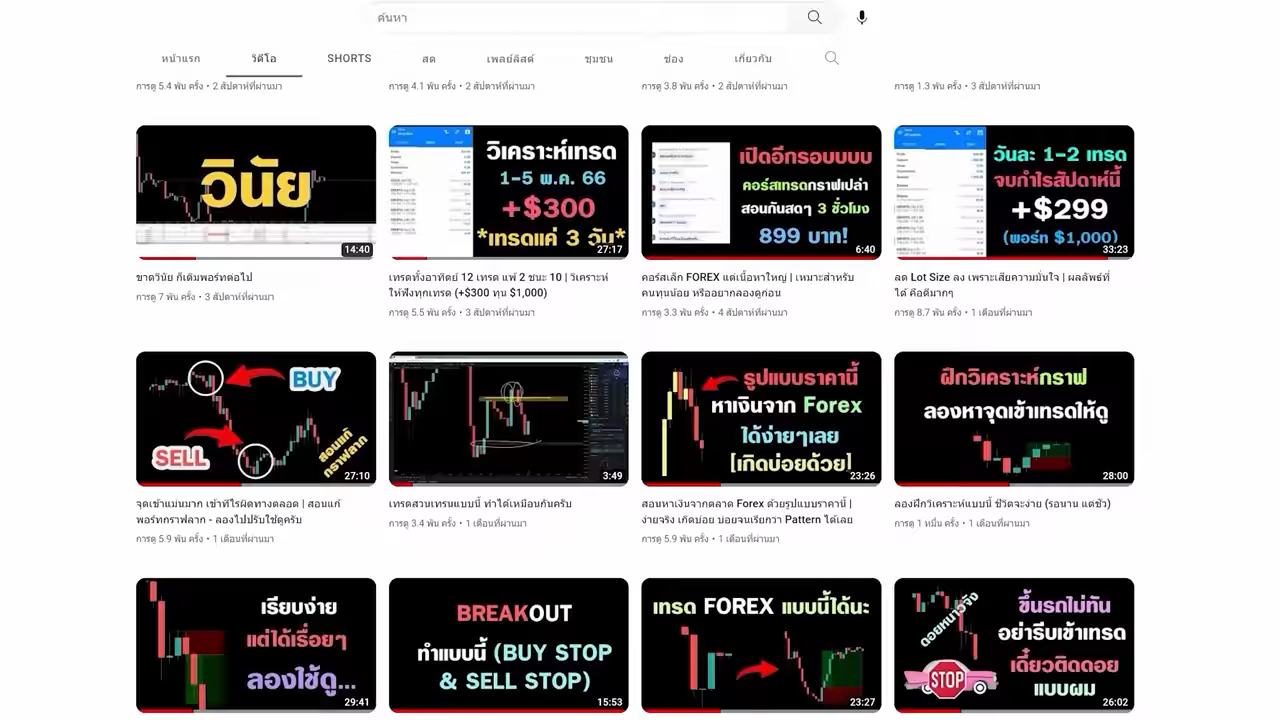 ค้นหา
หน้าแรก
วิดีโอ
SHORTS
สด
เพลย์ลิสต์
ชุมชน
ช่อง
เกี่ยวกับ
การดู 5.4 พัน ครั้ง • 2 สัปดาห์ที่ผ่านมา
การดู 4.1 พัน ครั้ง • 2 สัปดาห์ที่ผ่านมา
การดู 3.8 พัน ครั้ง • 2 สัปดาห์ที่ผ่านมา
การดู 1.3 พัน ครั้ง • 3 สัปดาห์ที่ผ่านมา
วินัย
14:40
ขาดวินัย ก็เติมพอร์ทต่อไป
การดู 7 พัน ครั้ง • 3 สัปดาห์ที่ผ่านมา
วิเคราะห์เทรด
1-5 พ.ค. 66
+$300
*เทรดแค่ 3 วัน*
27:17
เทรดทั้งอาทิตย์ 12 เทรด แพ้ 2 ชนะ 10 | วิเคราะห์
ให้ฟังทุกเทรด (+$300 ทุน $1,000)
การดู 5.5 พัน ครั้ง • 3 สัปดาห์ที่ผ่านมา
เปิดอีกรอบบบบ
คอร์สเทรดกราฟเปล่า
สอนกันสดๆ 3 ชั่วโมง
899 บาท!
6:40
คอร์สเล็ก FOREX แต่เนื้อหาใหญ่ | เหมาะสำหรับ
คนทุนน้อย หรืออยากลองดูก่อน
การดู 3.3 พัน ครั้ง • 4 สัปดาห์ที่ผ่านมา
วันละ 1-2 เทรด
จบกำไรสัปดาห์นี้
+$299
(พอร์ท $1,000)
33:23
ลด Lot Size ลง เพราะเสียความมั่นใจ | ผลลัพธ์ที่
ได้ คือดีมากๆ
การดู 8.7 พัน ครั้ง • 1 เดือนที่ผ่านมา
BUY
SELL
สอนแก้
กราฟลาก
27:10
จุดเข้าแม่นมาก เข้าทีไรผิดทางตลอด | สอนแก้
พอร์ทกราฟลาก - ลองไปปรับใช้ดูครับ
การดู 5.9 พัน ครั้ง • 1 เดือนที่ผ่านมา
3:49
เทรดสวนเทรนแบบนี้ ทำได้เหมือนกันครับ
การดู 3.4 พัน ครั้ง • 1 เดือนที่ผ่านมา
รูปแบบราคานี้
หาเงินจาก Forex
ได้ง่ายๆเลย
[เกิดบ่อยด้วย]
23:26
สอนหาเงินจากตลาด Forex ด้วยรูปแบบราคานี้ |
ง่ายจริง เกิดบ่อย บ่อยจนเรียกว่า Pattern ได้เลย
การดู 5.9 พัน ครั้ง • 1 เดือนที่ผ่านมา
ฝึกวิเคราะห์กราฟ
ลองหาจุดเข้าเทรดให้ดู
28:00
ลองฝึกวิเคราะห์แบบนี้ ชีวิตจะง่าย (รอนาน แต่ชัว)
การดู 1 หมื่น ครั้ง • 1 เดือนที่ผ่านมา
เรียบง่าย
แต่ได้เรื่อยๆ
ลองใช้ดู...
29:41
BREAKOUT
ทำแบบนี้ (BUY STOP
& SELL STOP)
15:53
เทรด FOREX แบบนี้ได้นะ
23:27
ดอยหนาวจัง
STOP
ขึ้นรถไม่ทัน
อย่ารีบเข้าเทรด
เดี๋ยวติดดอย
แบบผม
26:02